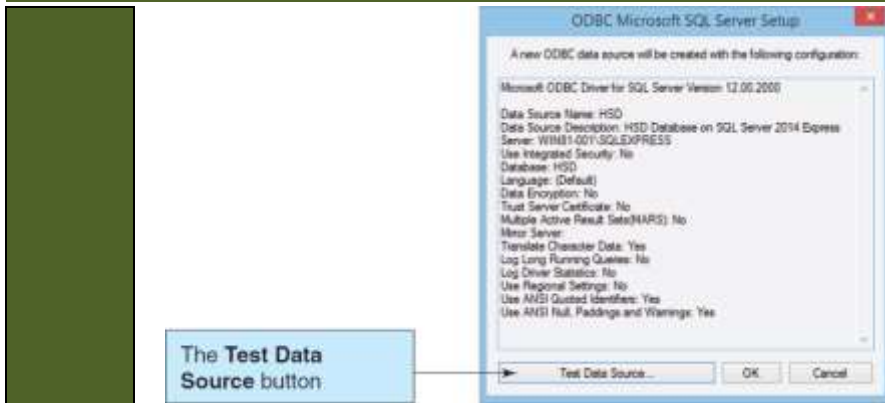 ODBC Microsoft SQL Server Setup
A new ODBC data source will be created with the following configuration:
Microsoft ODBC Driver for SQL Server Version 12.00.2000
Data Source Name: HSD
Data Source Description: HSD Database on SQL Server 2014 Express
Server: WIN81-001\SQLEXPRESS
Use Integrated Security: No
Database: HSD
Language: (Default)
Data Encryption: No
Trust Server Certificate: No
Multiple Active Result Sets(MARS): No
Mirror Server:
Translate Character Data: Yes
Log Long Running Queries: No
Log Driver Statistics: No
Use Regional Settings: No
Use ANSI Quoted Identifiers: Yes
Use ANSI Null, Paddings and Warnings: Yes
The Test Data
Source button
Test Data Source...
OK
Cancel